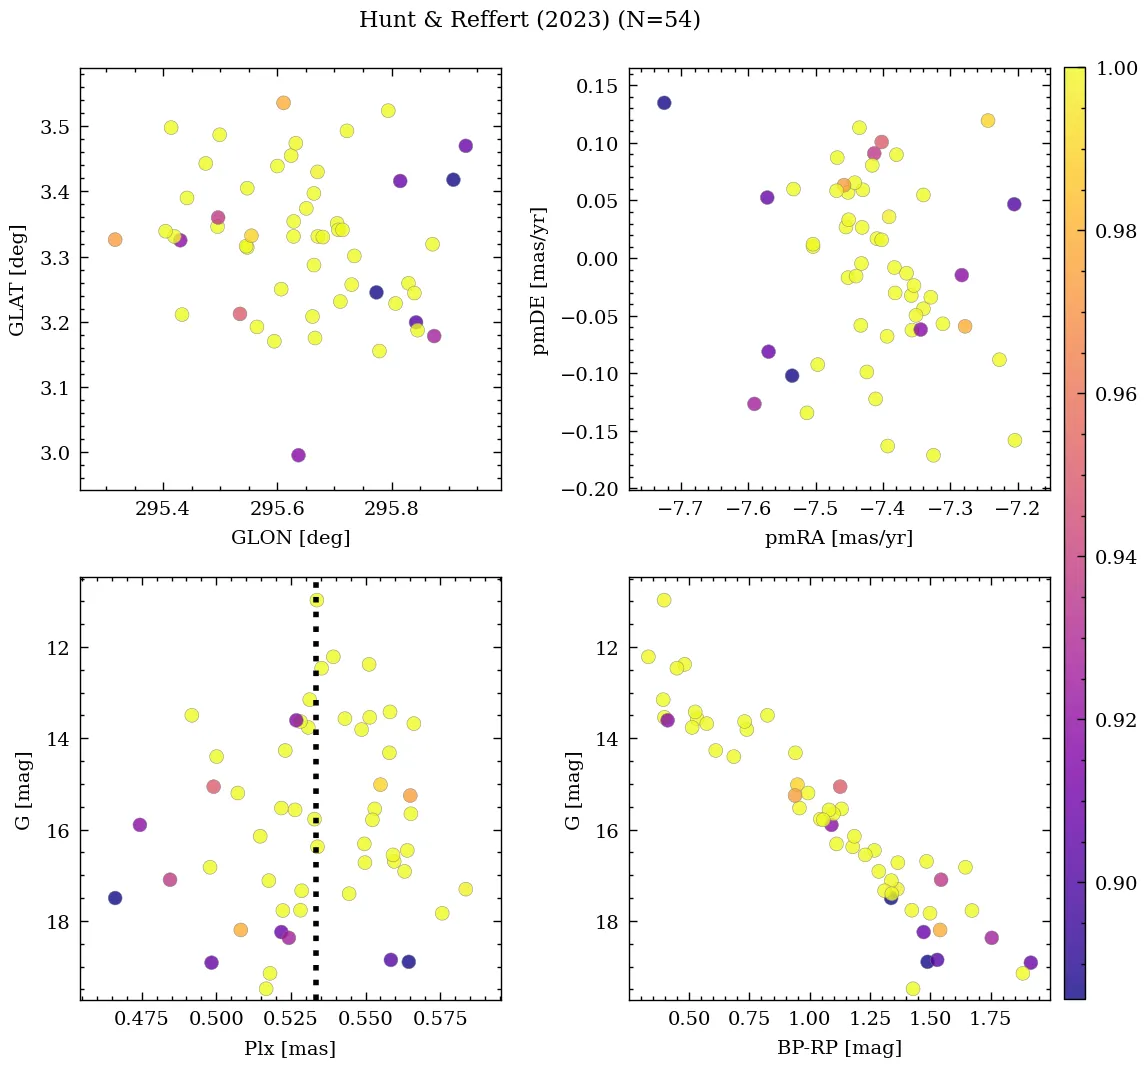 Hunt & Reffert (2023) (N=54)
3.5
3.4
3.3
3.2
3.1
3.0
GLAT [deg]
295.4 295.6 295.8
GLON [deg]
0.15
0.10
0.05
0.00
−0.05
−0.10
−0.15
−0.20
pmDE [mas/yr]
−7.7 −7.6 −7.5 −7.4 −7.3 −7.2
pmRA [mas/yr]
12
14
16
18
G [mag]
0.475 0.500 0.525 0.550 0.575
Plx [mas]
12
14
16
18
G [mag]
0.50 0.75 1.00 1.25 1.50 1.75
BP-RP [mag]
1.00
0.98
0.96
0.94
0.92
0.90